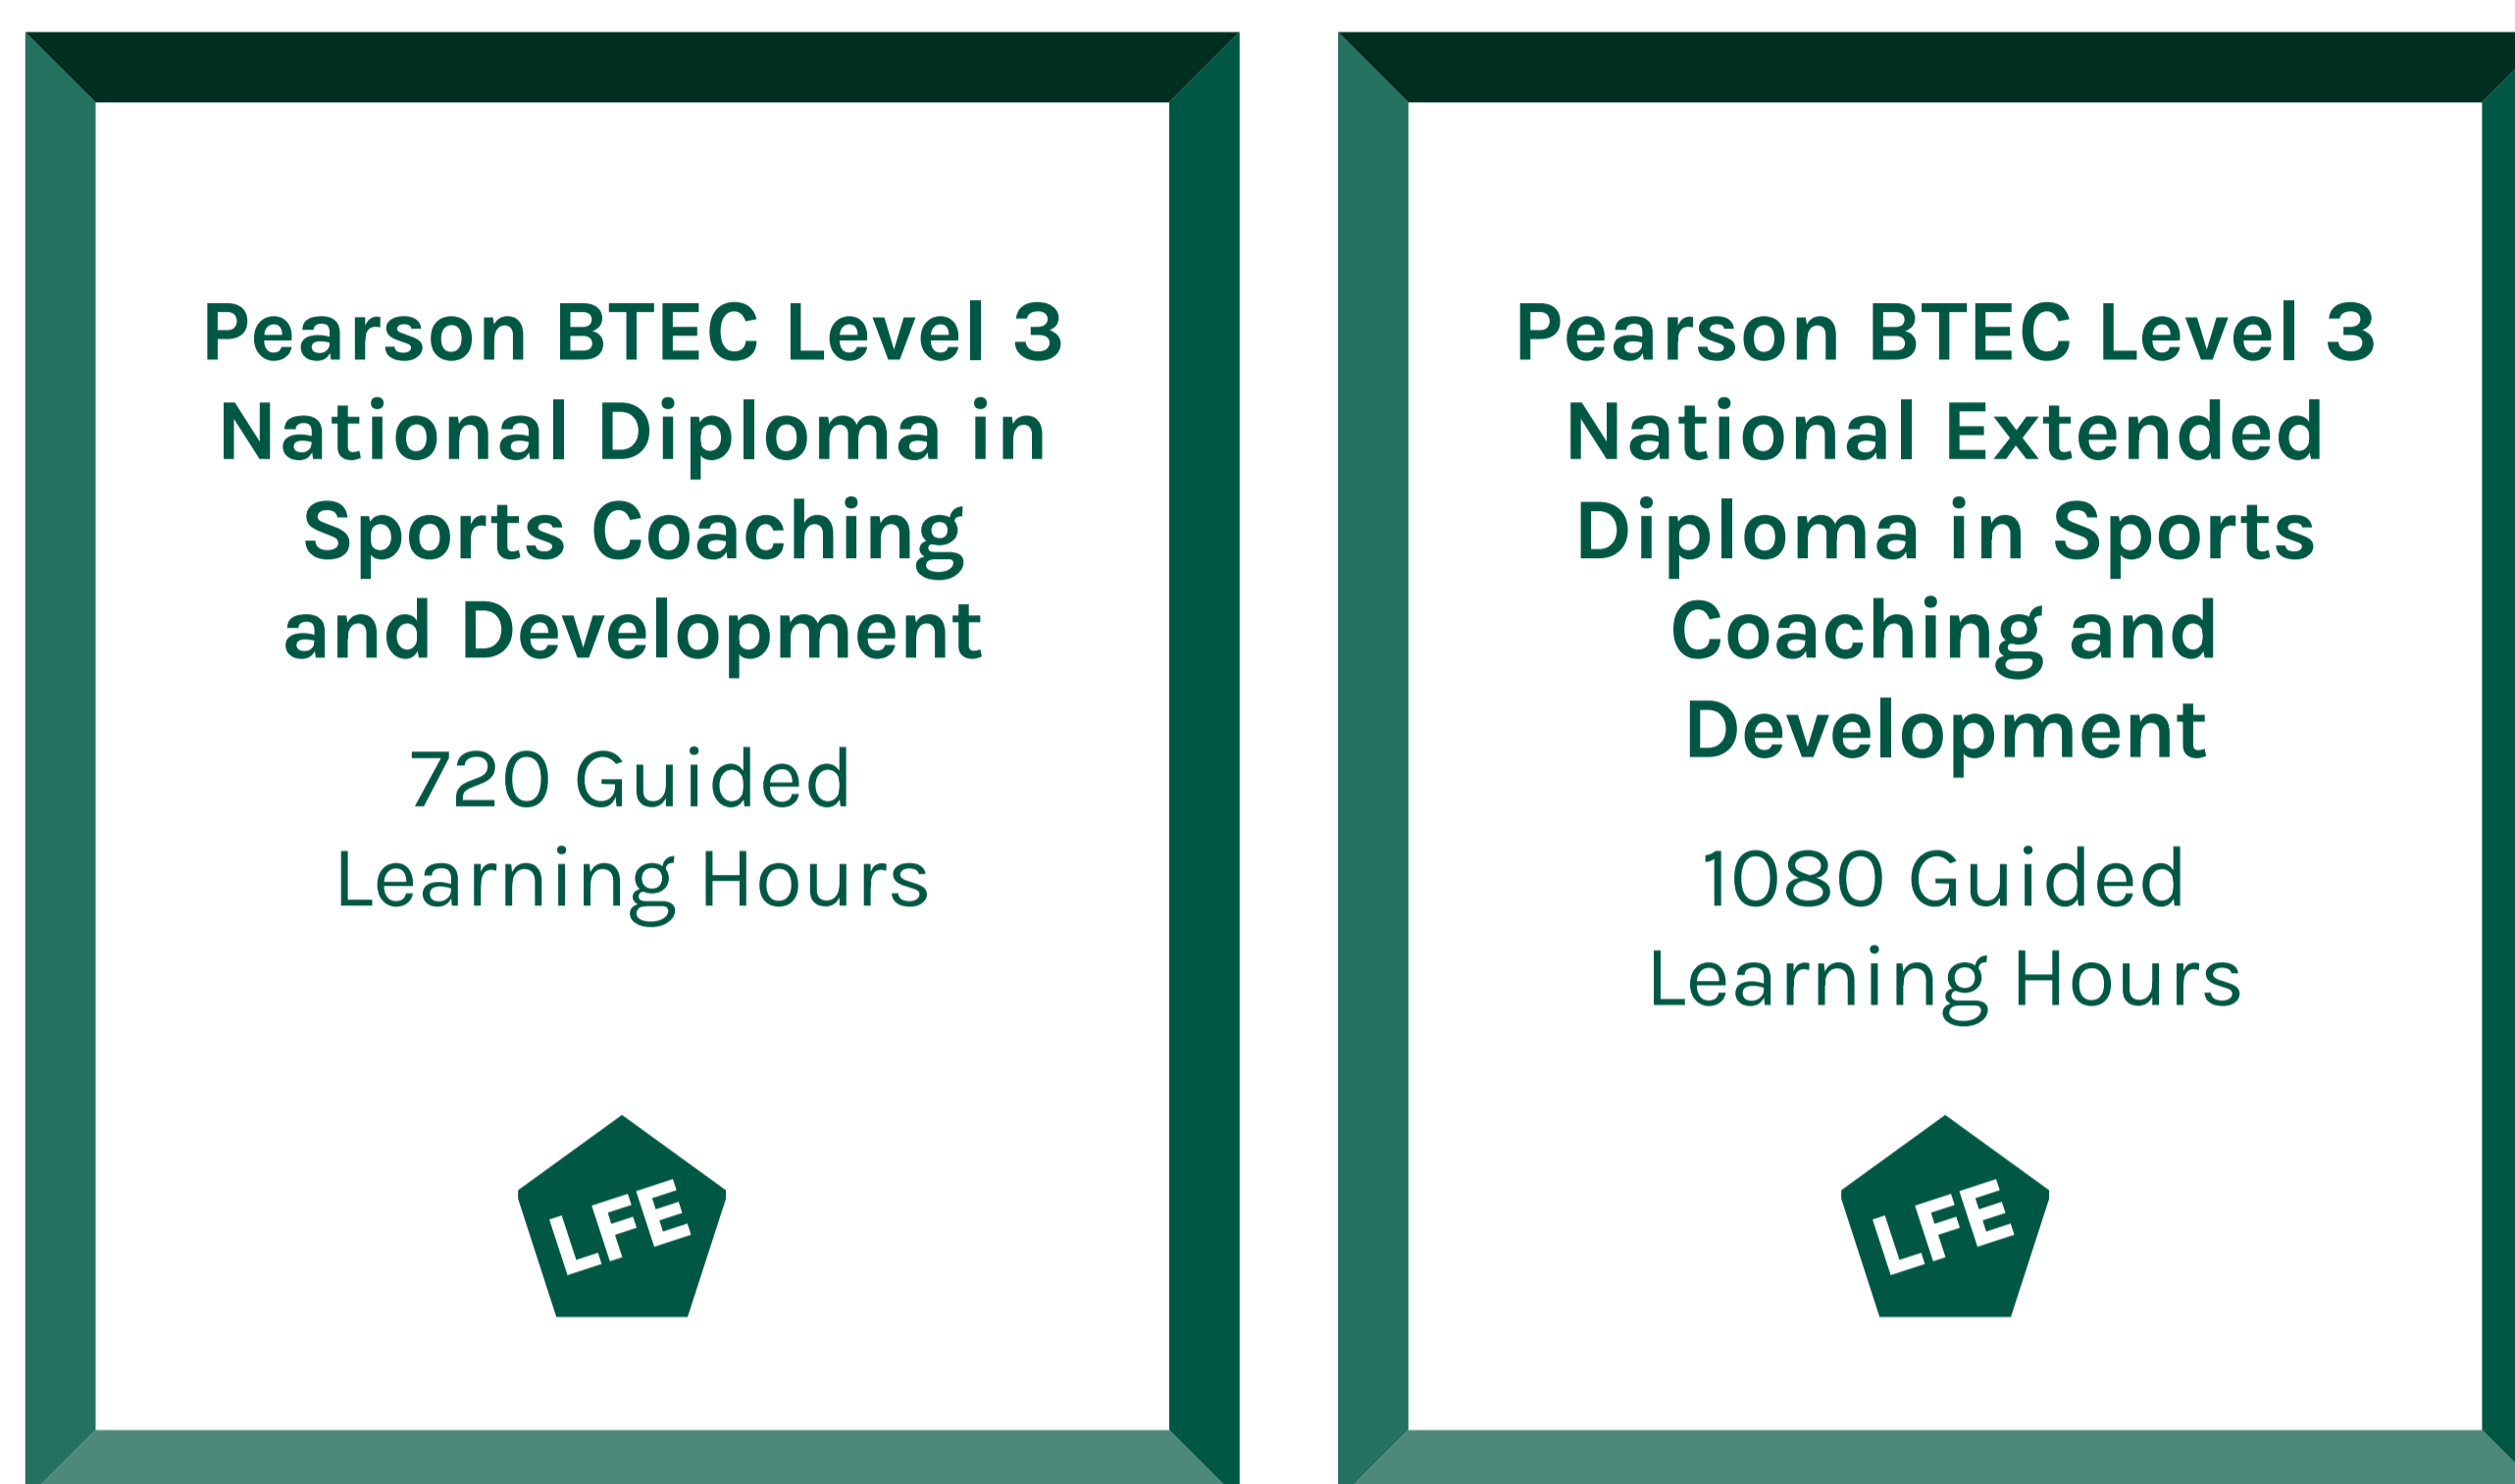 Pearson BTEC Level 3
National Diploma in
Sports Coaching
and Development
720 Guided
Learning Hours
LFE
Pearson BTEC Level 3
National Extended
Diploma in Sports
Coaching and
Development
1080 Guided
Learning Hours
LFE